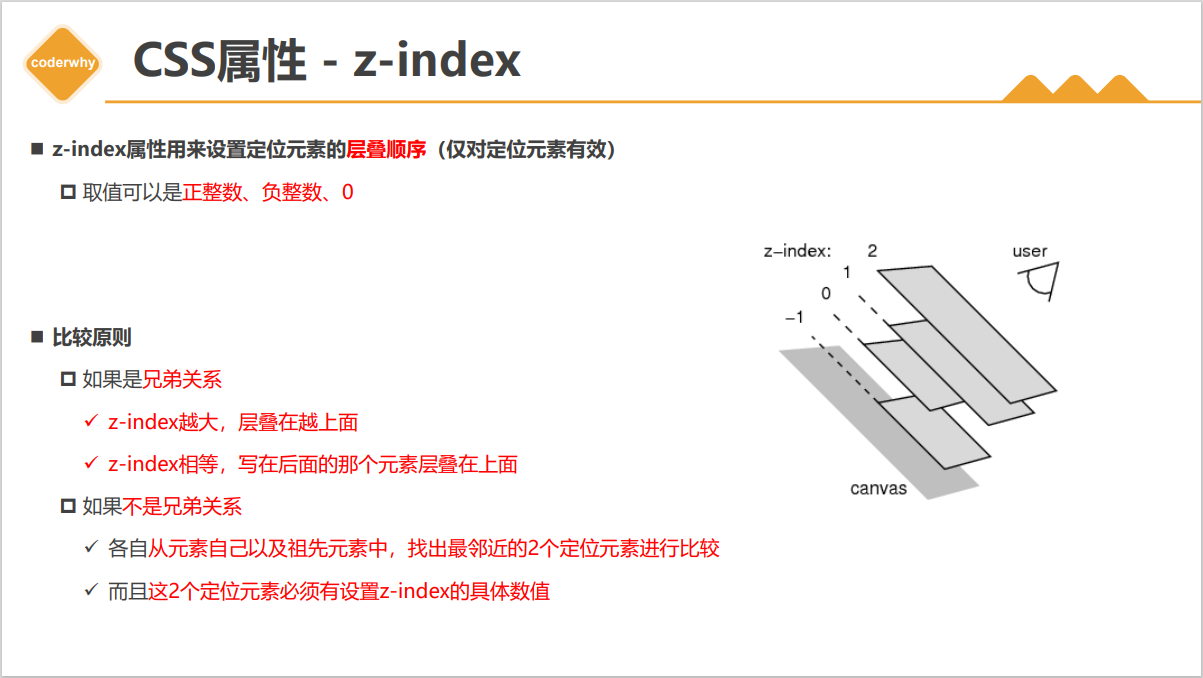 coderwhy
CSS属性 - z-index
z-index属性用来设置定位元素的层叠顺序（仅对定位元素有效）
取值可以是正整数、负整数、0
z-index: 2
1
0
-1
user
canvas
比较原则
如果是兄弟关系
z-index越大，层叠在越上面
z-index相等，写在后面的那个元素层叠在上面
如果不是兄弟关系
各自从元素自己以及祖先元素中，找出最邻近的2个定位元素进行比较
而且这2个定位元素必须有设置z-index的具体数值